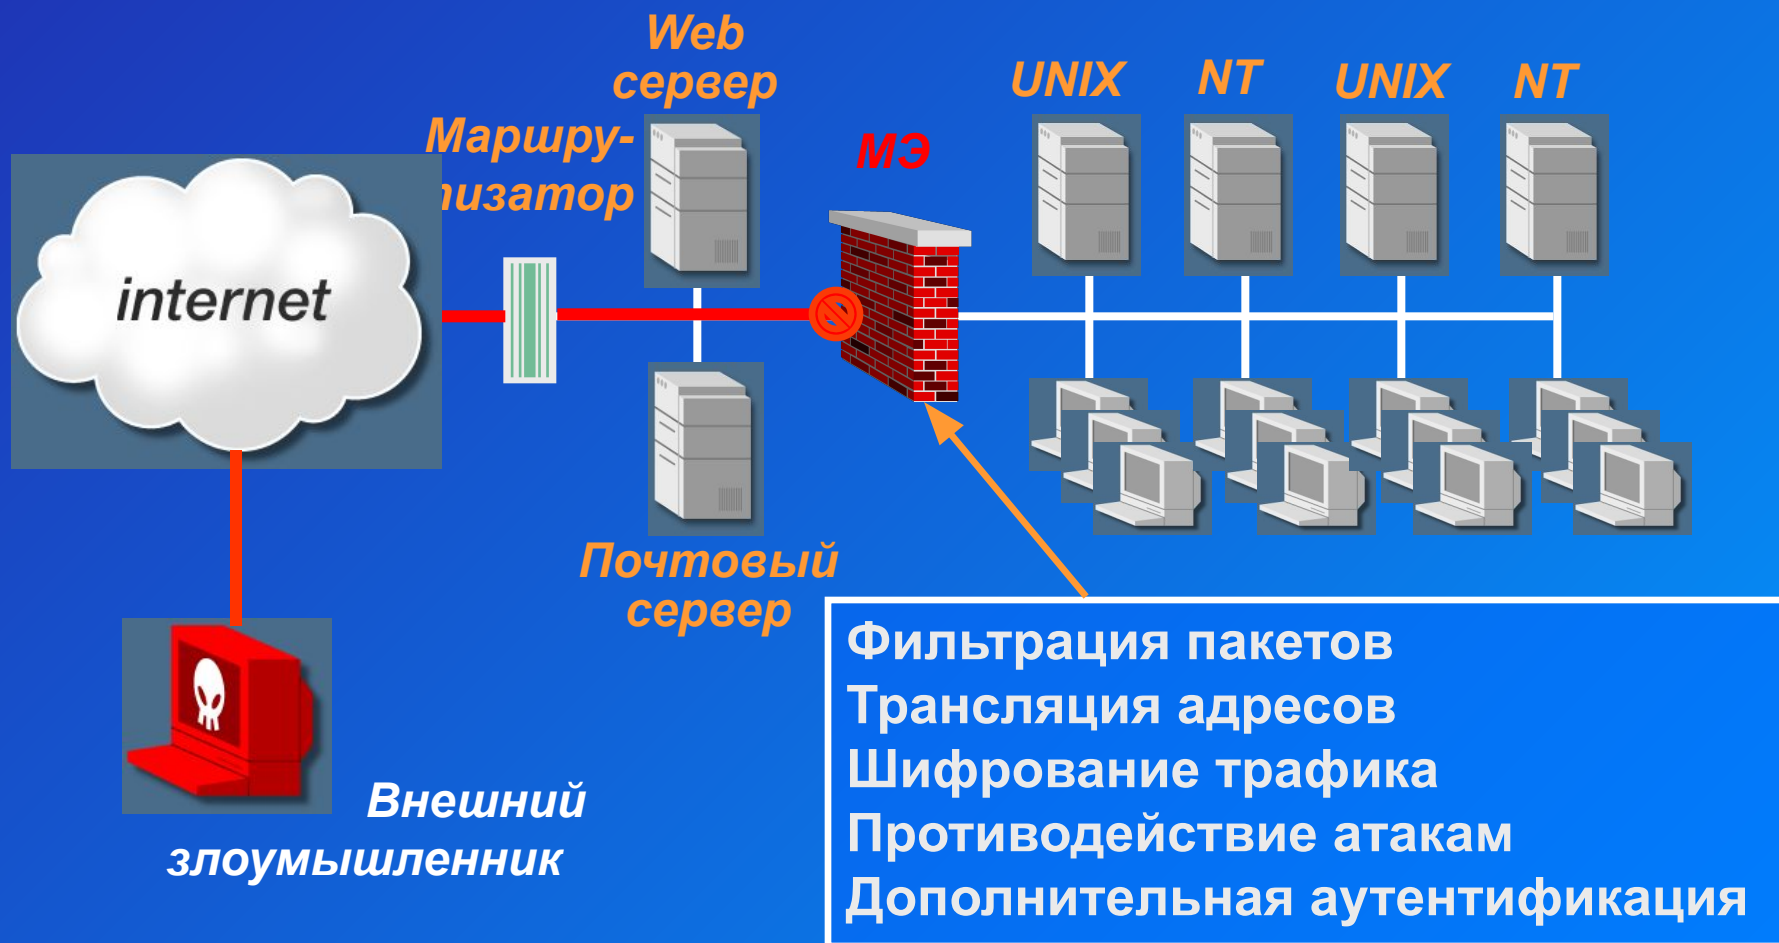 Web
сервер
Маршру-
тизатор
МЭ
UNIX
NT
UNIX
NT
internet
Почтовый
сервер
Внешний
злоумышленник
Фильтрация пакетов
Трансляция адресов
Шифрование трафика
Противодействие атакам
Дополнительная аутентификация